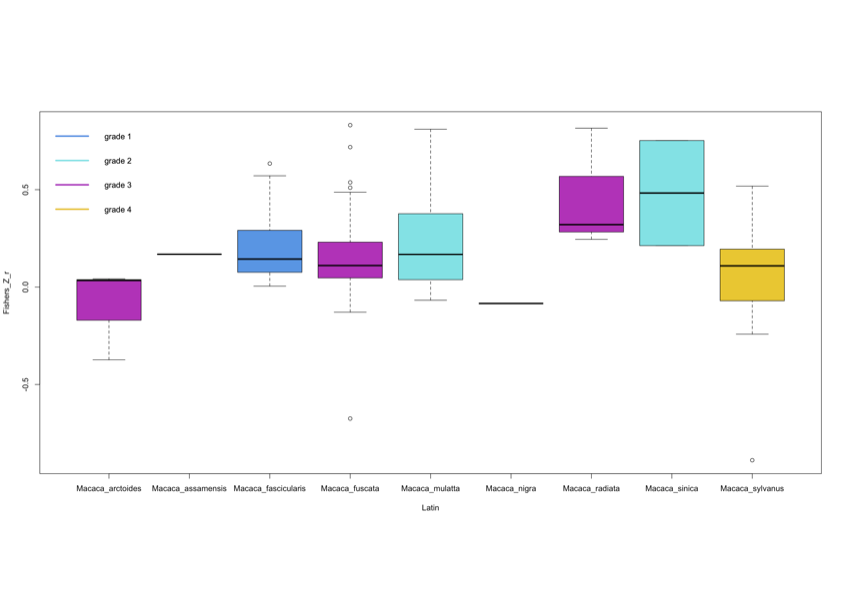 grade 1
grade 2
grade 3
grade 4
Fishers_Z_r
0.5
0.0
-0.5
Macaca_arctoides Macaca_assamensis Macaca_fascicularis Macaca_fuscata Macaca_mulatta Macaca_nigra Macaca_radiata Macaca_sinica Macaca_sylvanus
Latin